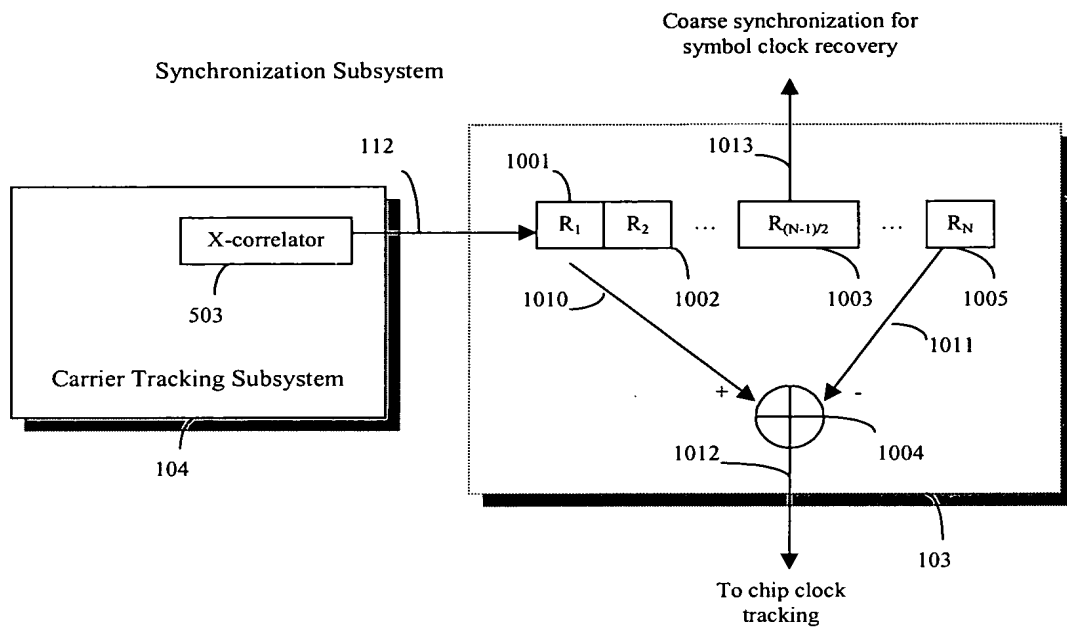 Coarse synchronization for
symbol clock recovery
Synchronization Subsystem
112
1001
1013
X-correlator
R1
R2
...
R(N-1)/2
...
RN
503
1010
1002
1003
1005
1011
Carrier Tracking Subsystem
+
-
104
1012
1004
103
To chip clock
tracking